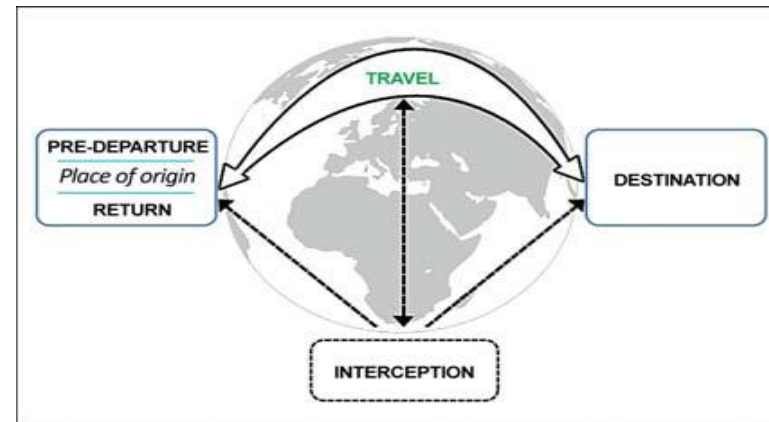 TRAVEL
PRE-DEPARTURE
Place of origin
RETURN
DESTINATION
INTERCEPTION